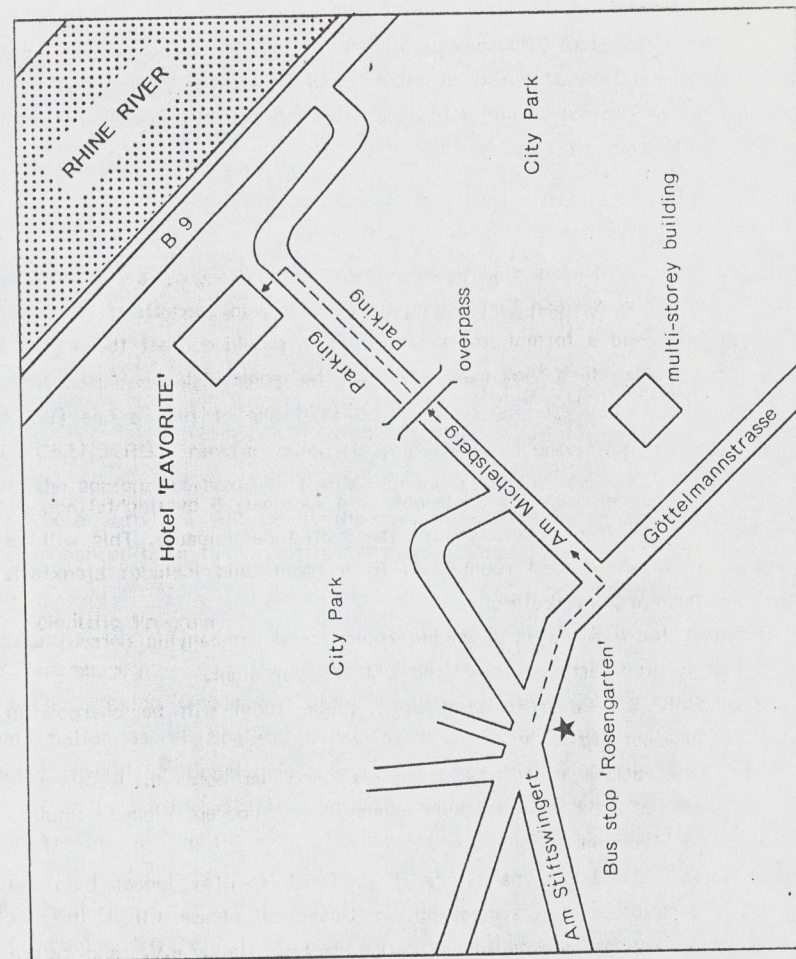 RHINE RIVER
B 9
City Park
Hotel 'FAVORITE'
Parking
Parking
overpass
multi-storey building
Am Michelsberg
City Park
Göttelmannstrasse
Am Stiftswingert
Bus stop 'Rosengarten'